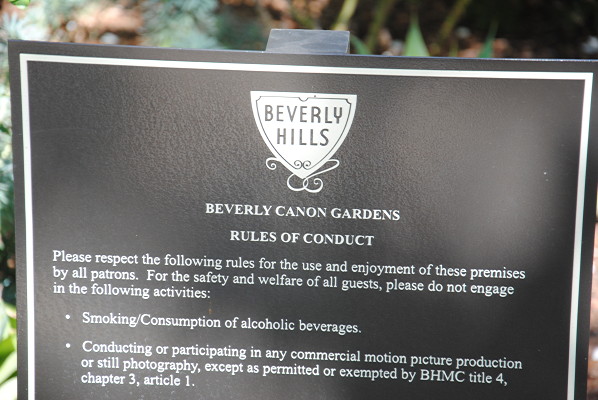 BEVERLY
HILLS
BEVERLY CANON GARDENS
RULES OF CONDUCT
Please respect the following rules for the use and enjoyment of these premises
by all patrons. For the safety and welfare of all guests, please do not engage
in the following activities:
• Smoking/Consumption of alcoholic beverages.
• Conducting or participating in any commercial motion picture production
or still photography, except as permitted or exempted by BHMC title 4,
chapter 3, article 1.